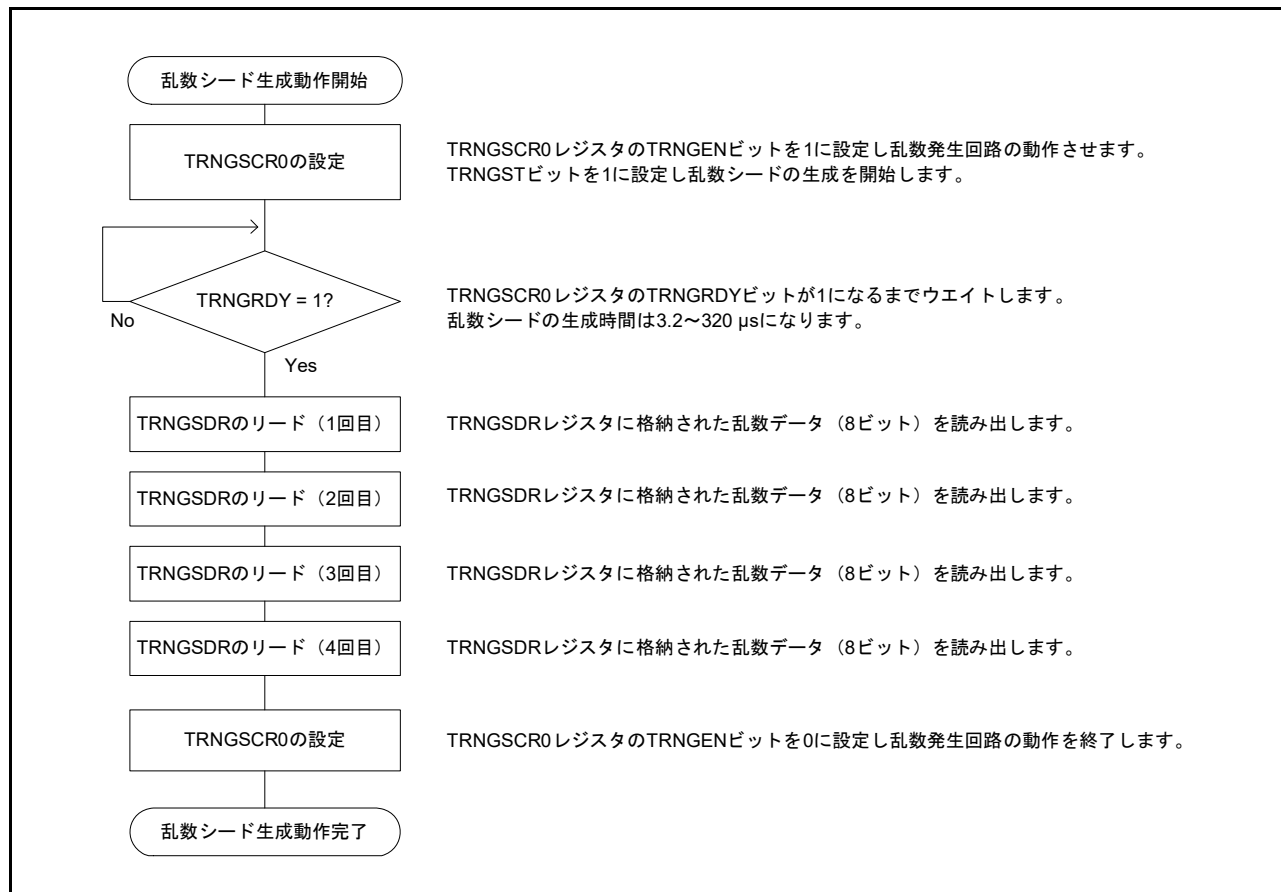 乱数シード生成動作開始
TRNGSCR0の設定
TRNGSCR0レジスタのTRNGENビットを1に設定し乱数発生回路の動作させます。
TRNGSTビットを1に設定し乱数シードの生成を開始します。
TRNGRDY = 1?
TRNGSCR0レジスタのTRNGRDYビットが1になるまでウエイトします。
乱数シードの生成時間は3.2～320 µsになります。
No
Yes
TRNGSDRのリード（1回目）
TRNGSDRレジスタに格納された乱数データ（8ビット）を読み出します。
TRNGSDRのリード（2回目）
TRNGSDRレジスタに格納された乱数データ（8ビット）を読み出します。
TRNGSDRのリード（3回目）
TRNGSDRレジスタに格納された乱数データ（8ビット）を読み出します。
TRNGSDRのリード（4回目）
TRNGSDRレジスタに格納された乱数データ（8ビット）を読み出します。
TRNGSCR0の設定
TRNGSCR0レジスタのTRNGENビットを0に設定し乱数発生回路の動作を終了します。
乱数シード生成動作完了